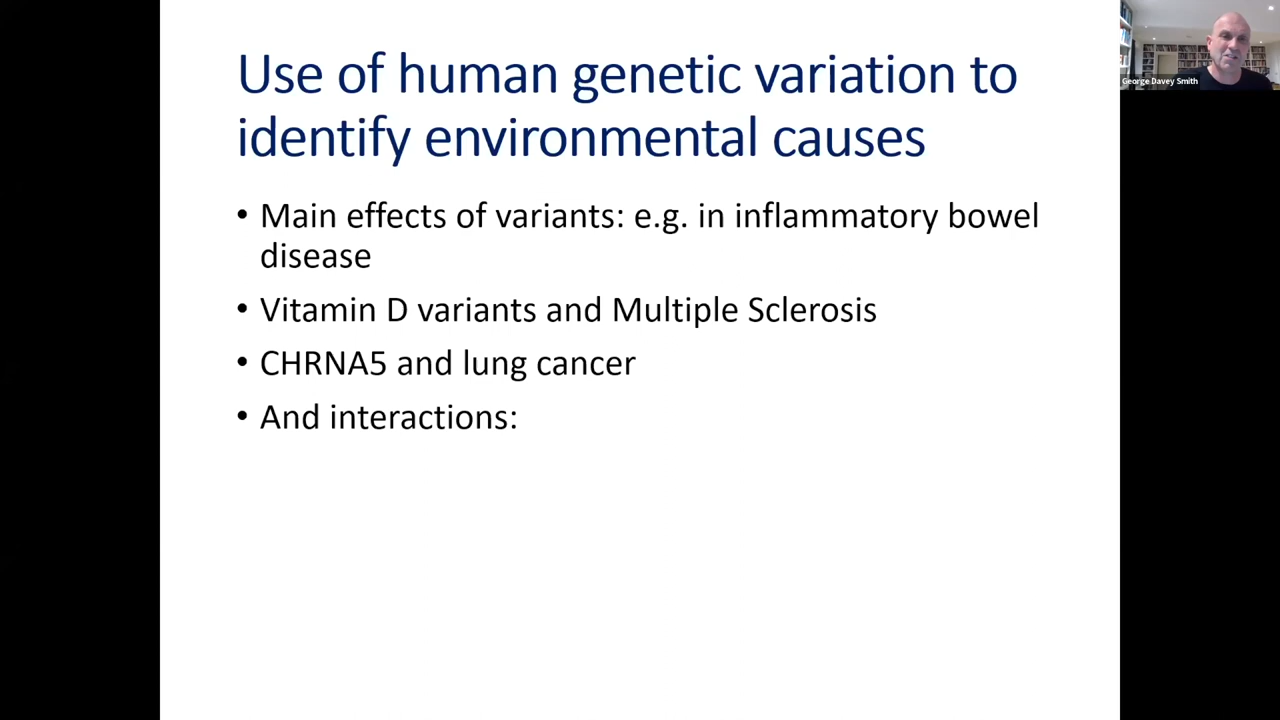 Use of human genetic variation to
identify environmental causes
• Main effects of variants: e.g. in inflammatory bowel
disease
• Vitamin D variants and Multiple Sclerosis
• CHRNA5 and lung cancer
• And interactions:
George Davey Smith